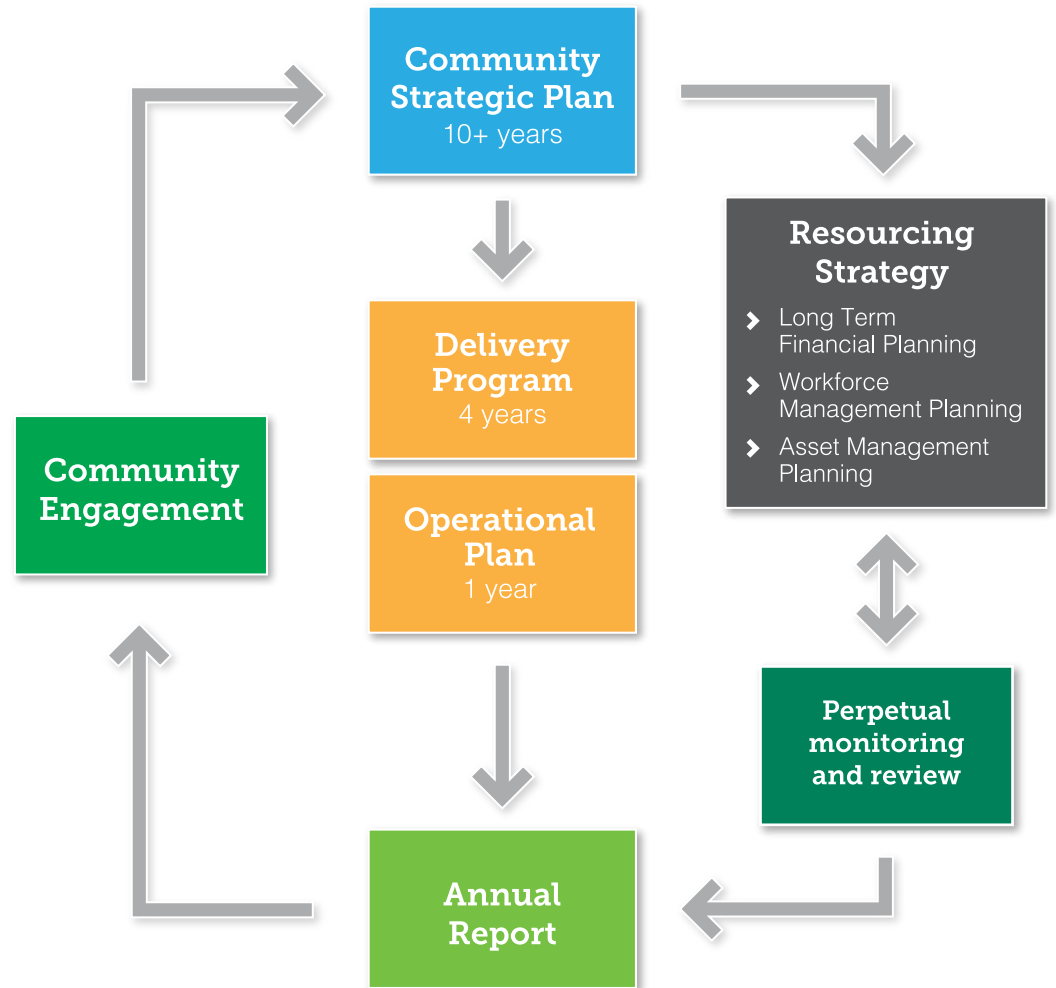 Community
Strategic Plan
10+ years
Resourcing
Strategy
Long Term
Financial Planning
Workforce
Management Planning
Asset Management
Planning
Delivery
Program
4 years
Community
Engagement
Operational
Plan
1 year
Perpetual
monitoring
and review
Annual
Report